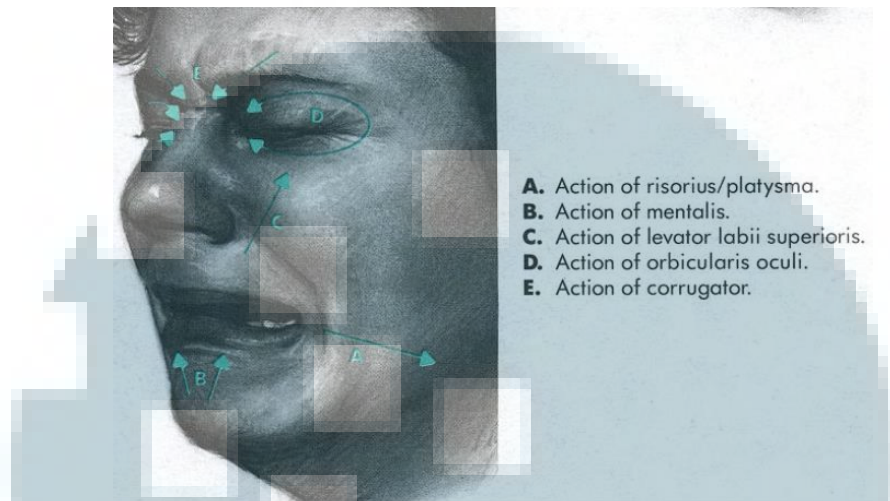 E
D
C
A
B
A. Action of risorius/platysma.
B. Action of mentalis.
C. Action of levator labii superioris.
D. Action of orbicularis oculi.
E. Action of corrugator.